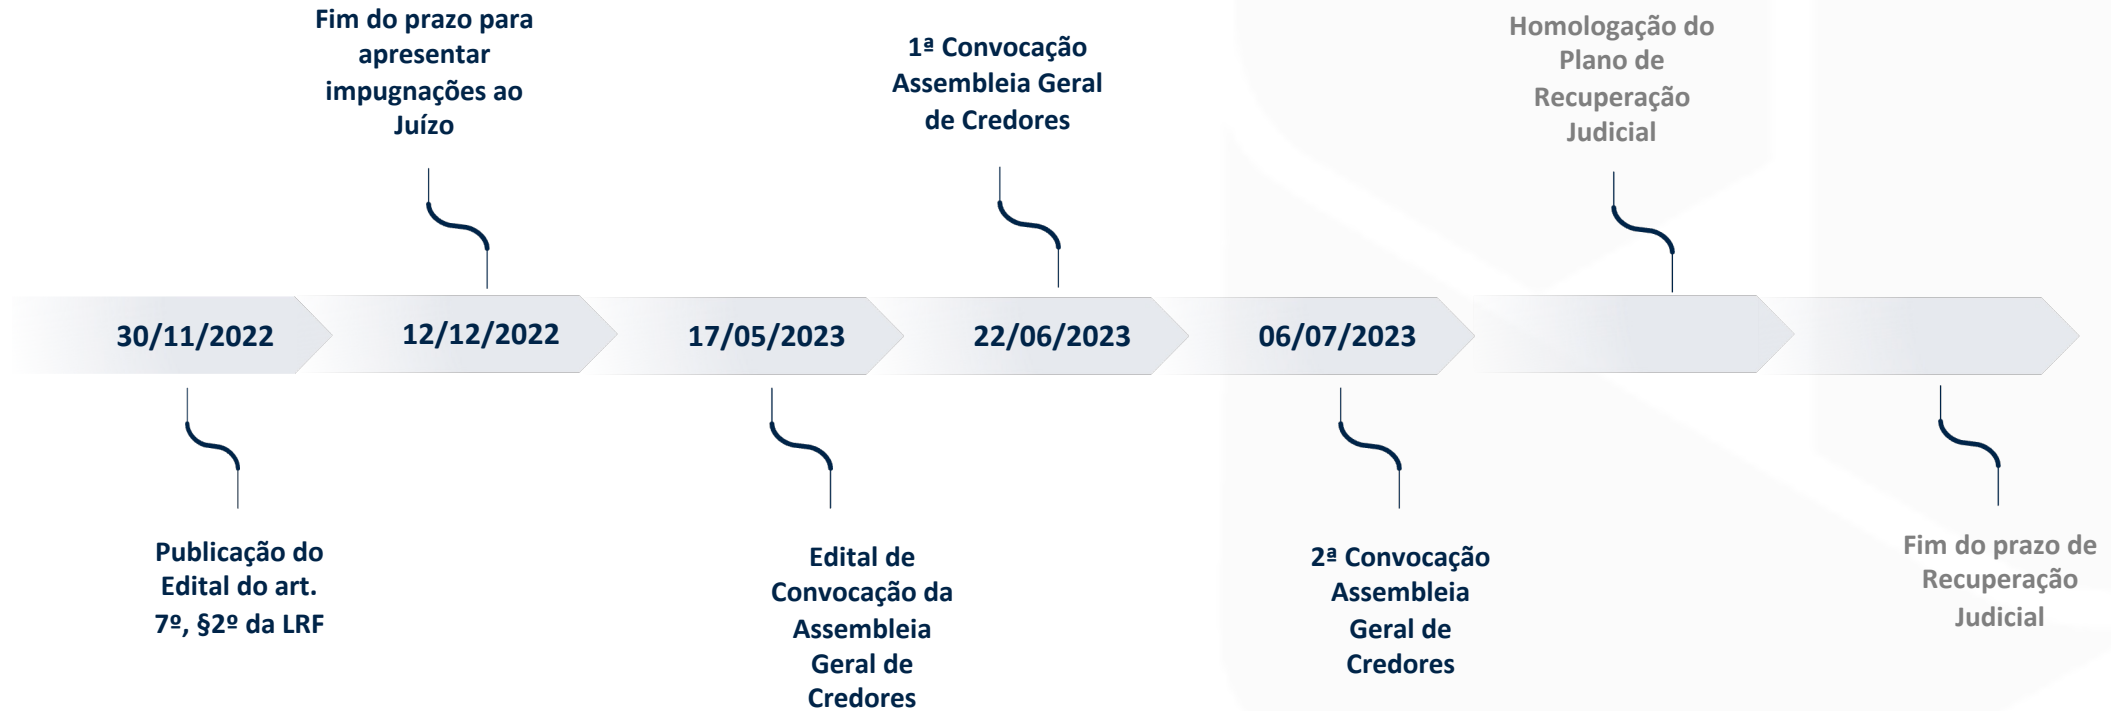 Fim do prazo para
apresentar
impugnações ao
Juízo
1ª Convocação
Assembleia Geral
de Credores
Homologação do
Plano de
Recuperação
Judicial
30/11/2022
12/12/2022
17/05/2023
22/06/2023
06/07/2023
Publicação do
Edital do art.
7º, §2º da LRF
Edital de
Convocação da
Assembleia
Geral de
Credores
2ª Convocação
Assembleia
Geral de
Credores
Fim do prazo de
Recuperação
Judicial